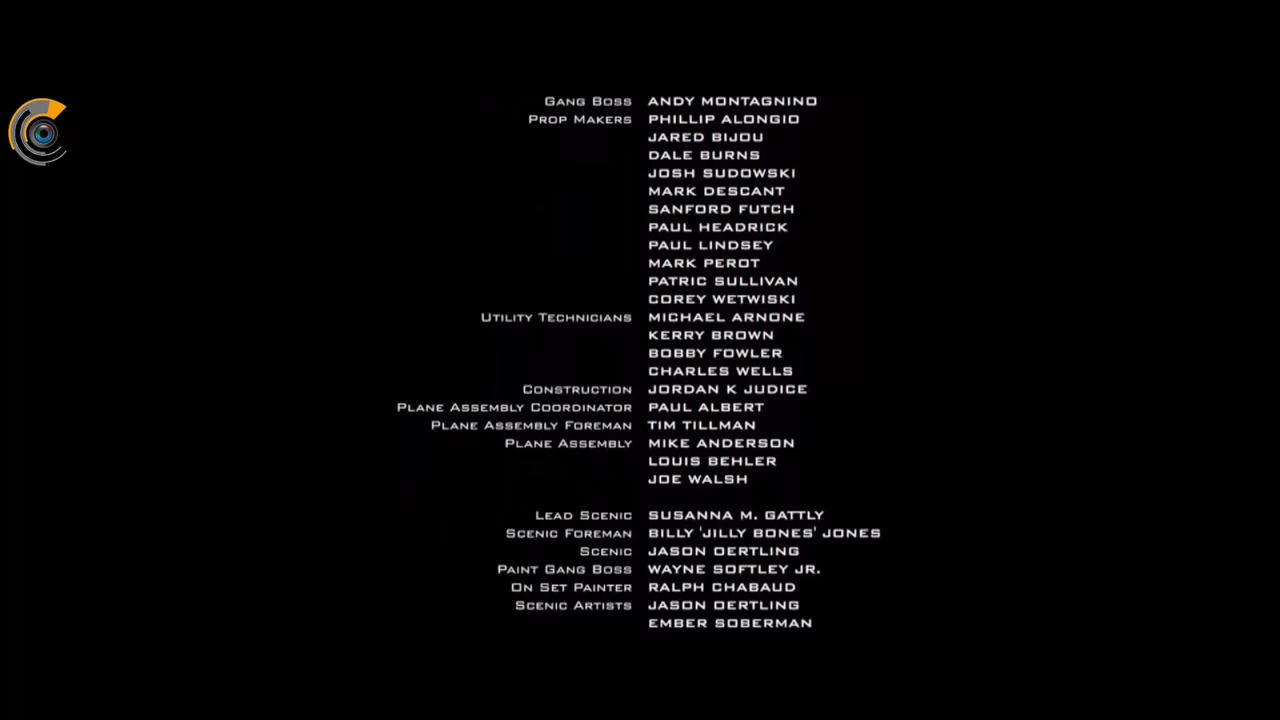 Gang Boss ANDY MONTAGNINO
Prop Makers PHILLIP ALONGIO
JARED BIJOU
DALE BURNS
JOSH SUDOWSKI
MARK DESCANT
SANFORD FUTCH
PAUL HEADRICK
PAUL LINDSEY
MARK PEROT
PATRIC SULLIVAN
COREY WETWISKI
Utility Technicians MICHAEL ARNONE
KERRY BROWN
BOBBY FOWLER
CHARLES WELLS
Construction JORDAN K JUDICE
Plane Assembly Coordinator PAUL ALBERT
Plane Assembly Foreman TIM TILLMAN
Plane Assembly MIKE ANDERSON
LOUIS BEHLER
JOE WALSH
Lead Scenic SUSANNA M. GATTLY
Scenic Foreman BILLY 'JILLY BONES' JONES
Scenic JASON OERTLING
Paint Gang Boss WAYNE SOFTLEY JR.
On Set Painter RALPH CHABAUD
Scenic Artists JASON OERTLING
EMBER SOBERMAN